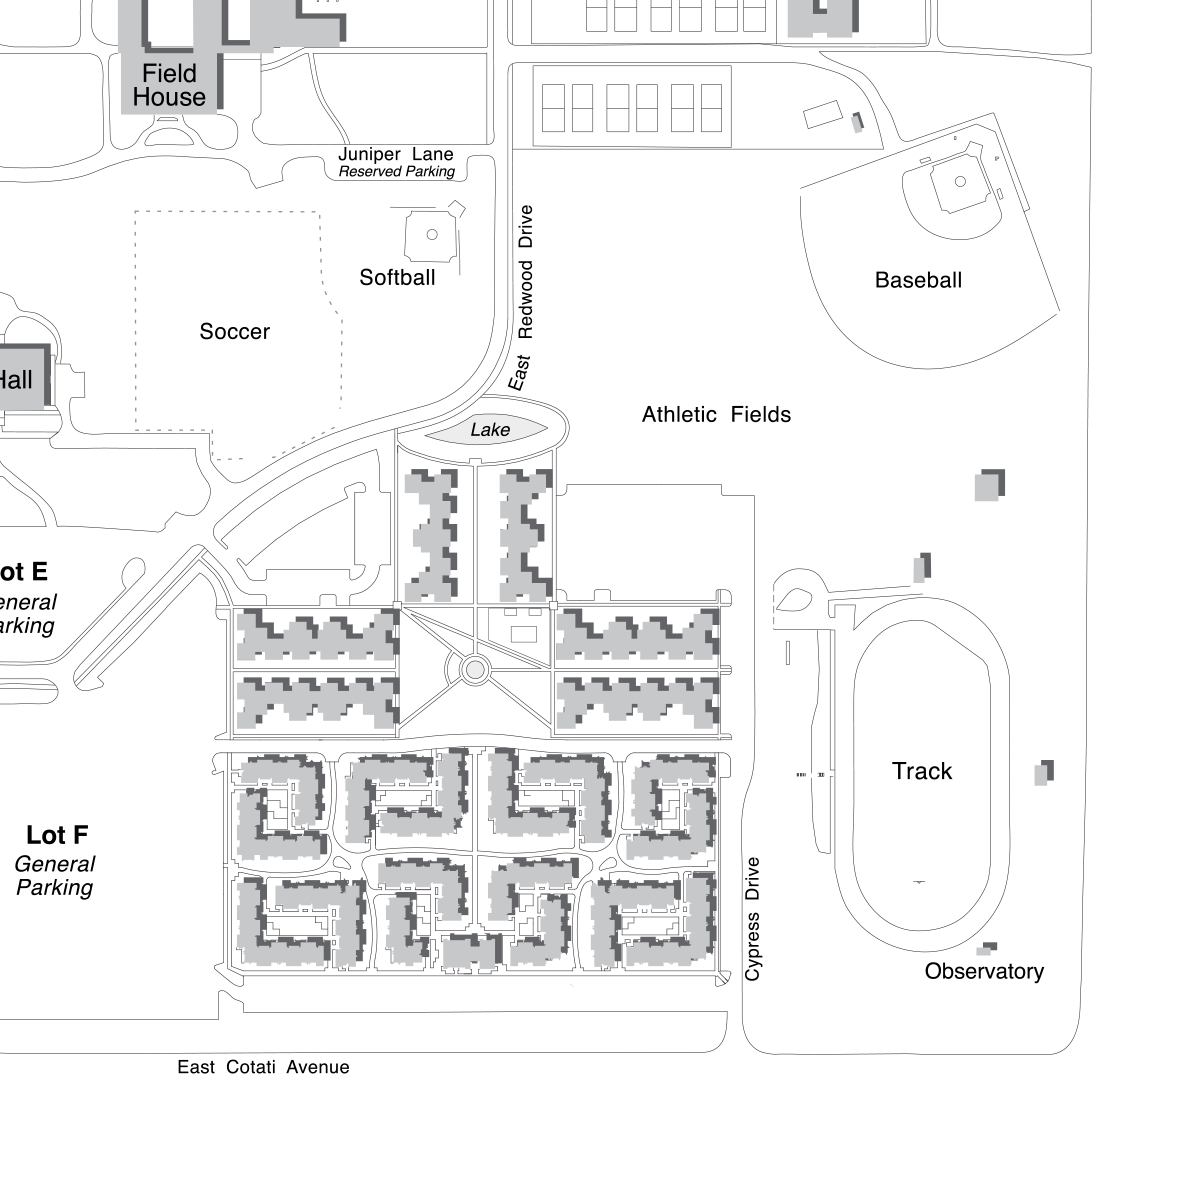 Field
House
Juniper Lane
Reserved Parking
East Redwood Drive
Softball
Baseball
Soccer
Hall
Athletic Fields
Lake
ot E
eneral
arking
Track
Lot F
General
Parking
Cypress Drive
Observatory
East Cotati Avenue